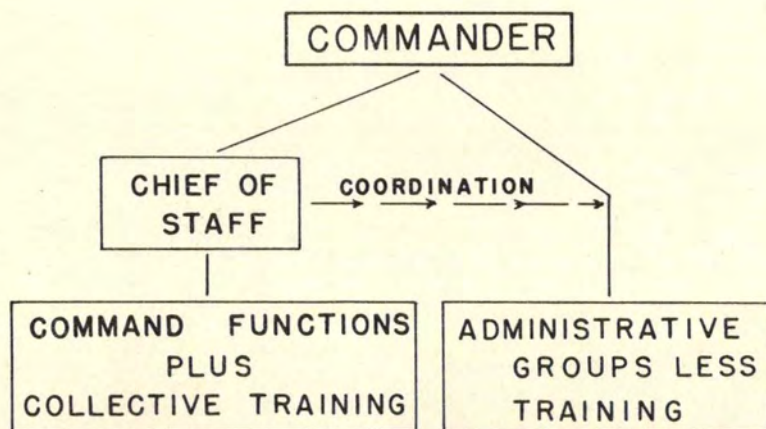 COMMANDER
CHIEF OF
STAFF
COORDINATION
COMMAND FUNCTIONS
PLUS
COLLECTIVE TRAINING
ADMINISTRATIVE
GROUPS LESS
TRAINING